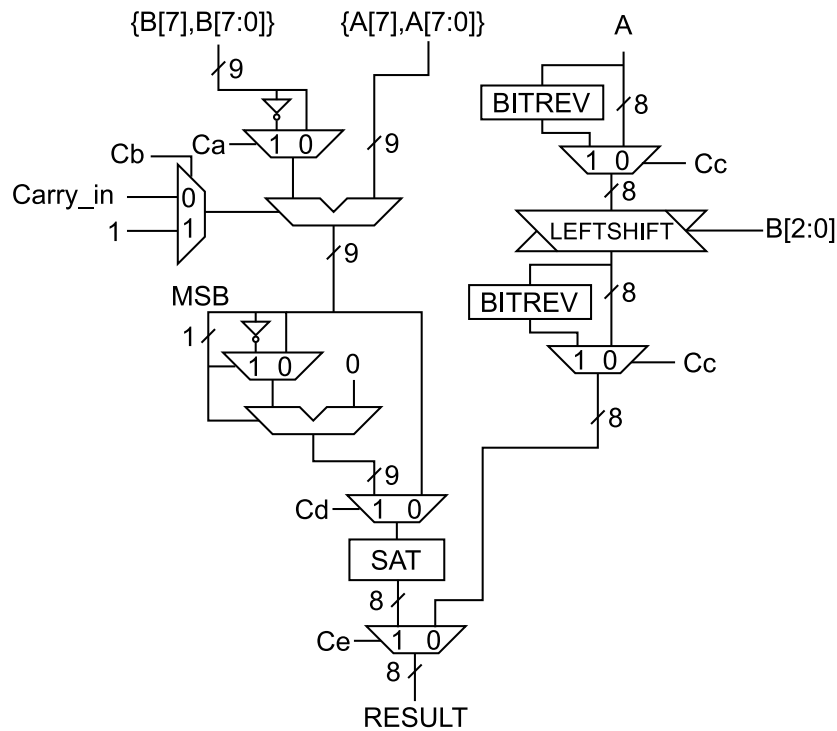 {B[7],B[7:0]} {A[7],A[7:0]} A
9
BITREV
8
Ca 1 0
9
Cb
1 0 Cc
Carry_in 0
8
1 1
LEFTSHIFT B[2:0]
9
MSB
BITREV 8
1
1 0 0
1 0 Cc
8
9
Cd 1 0
SAT
8
Ce 1 0
8
RESULT